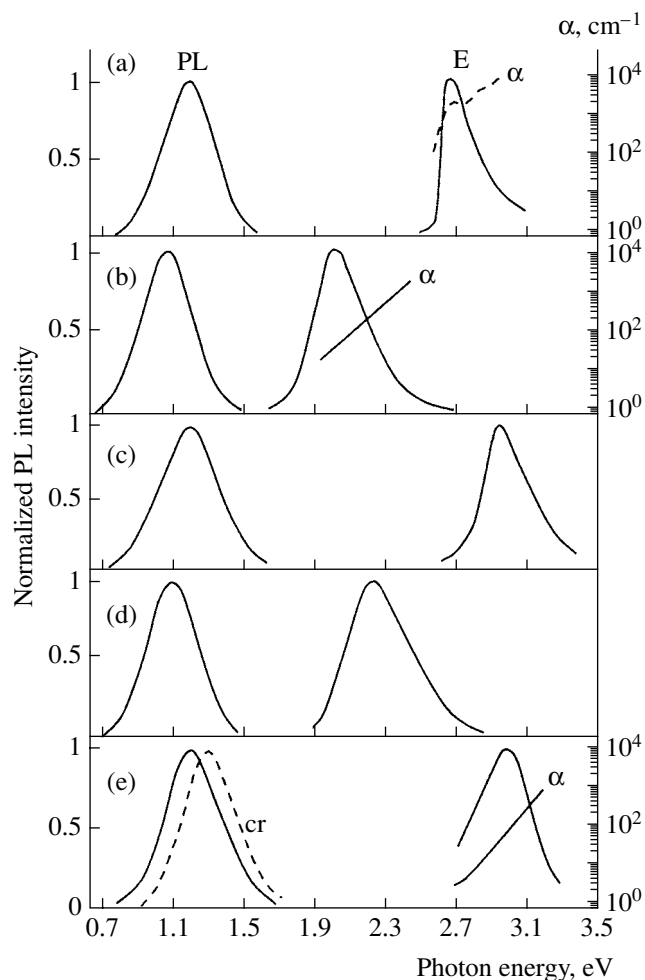 α, cm⁻¹
(a) PL E α
1
0.5
10⁴
10²
10⁰
(b) α
1
0.5
10⁴
10²
10⁰
(c)
1
0.5
(d)
1
0.5
(e) cr α
1
0.5
0
10⁴
10²
10⁰
0.7 1.1 1.5 1.9 2.3 2.7 3.1 3.5
Normalized PL intensity
Photon energy, eV